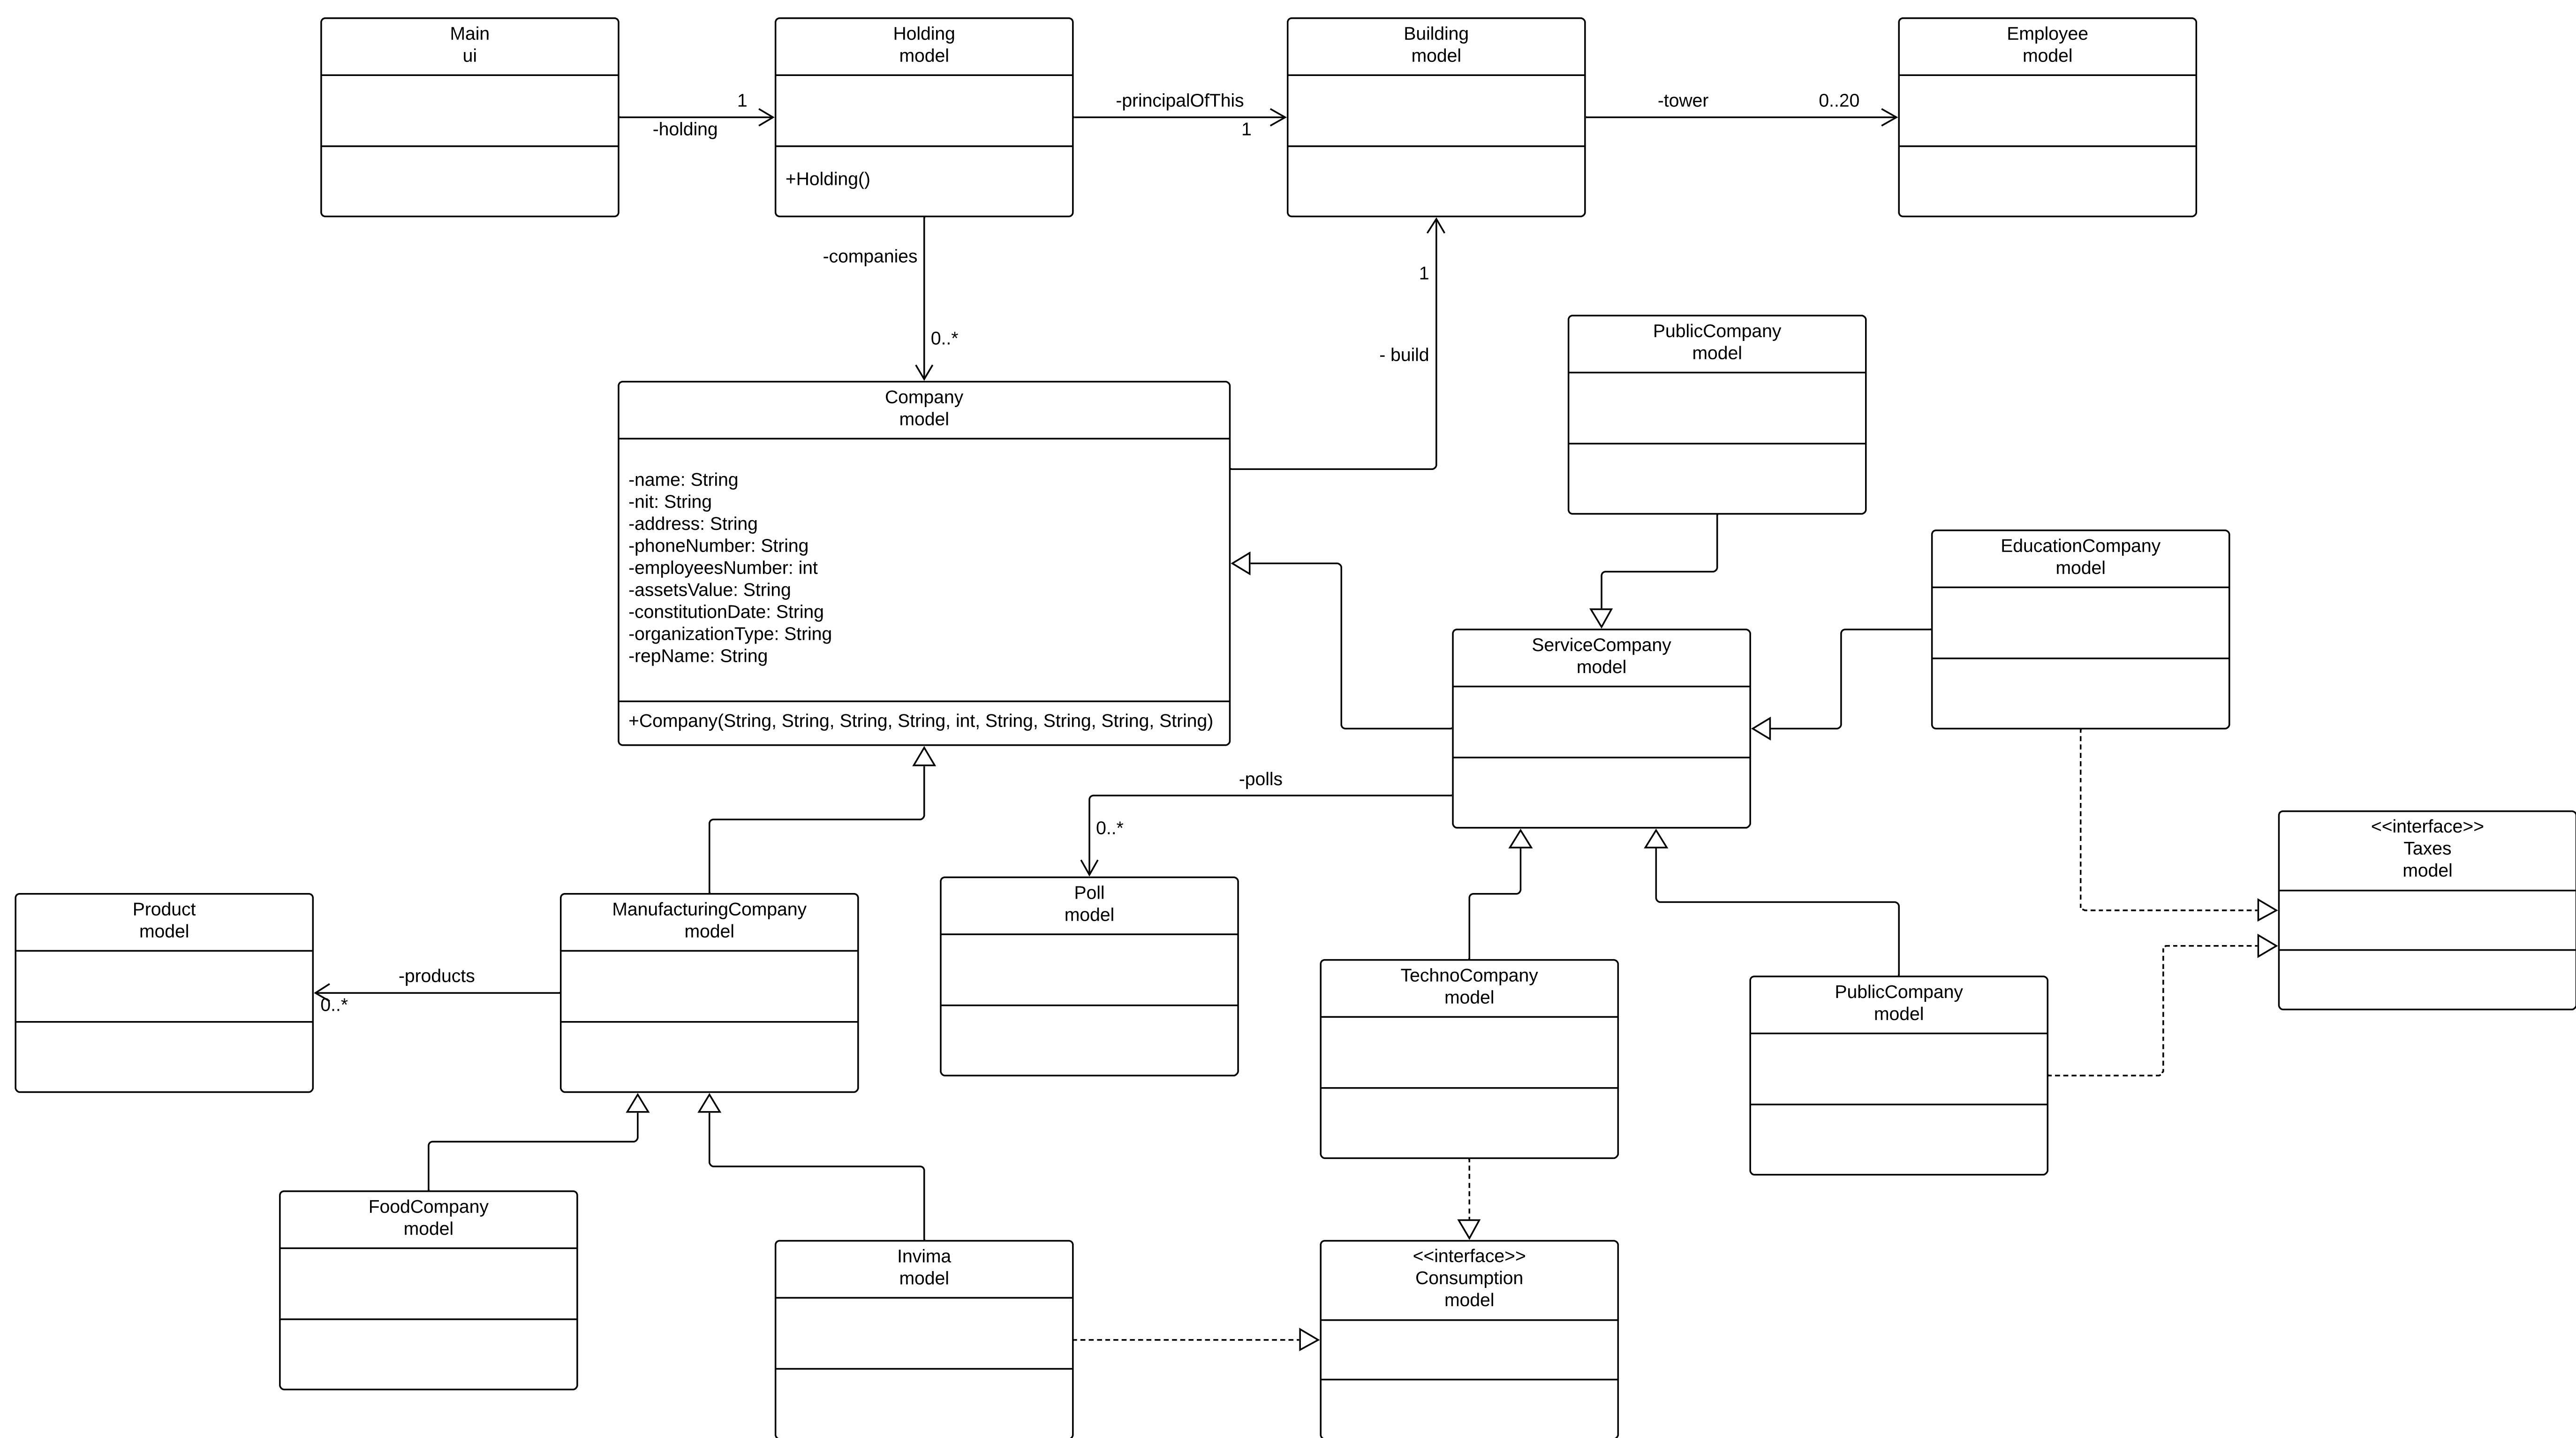 Main
ui
Holding
model
+Holding()
Building
model
Employee
model
1
-holding
-principalOfThis
1
-tower
0..20
-companies
0..*
1
- build
PublicCompany
model
Company
model
-name: String
-nit: String
-address: String
-phoneNumber: String
-employeesNumber: int
-assetsValue: String
-constitutionDate: String
-organizationType: String
-repName: String
+Company(String, String, String, String, int, String, String, String, String)
EducationCompany
model
ServiceCompany
model
-polls
0..*
<<interface>>
Taxes
model
Product
model
-products
0..*
ManufacturingCompany
model
Poll
model
TechnoCompany
model
PublicCompany
model
FoodCompany
model
Invima
model
<<interface>>
Consumption
model